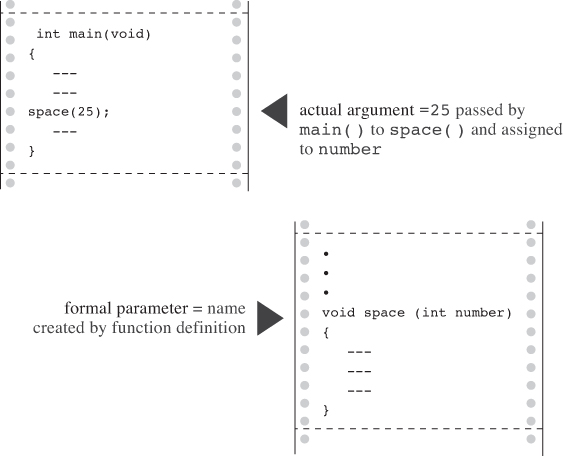 int main(void)
{
---
---
space(25);
---
}
actual argument =25 passed by
main() to space() and assigned
to number
•
•
•
void space (int number)
{
---
---
---
}
formal parameter = name
created by function definition